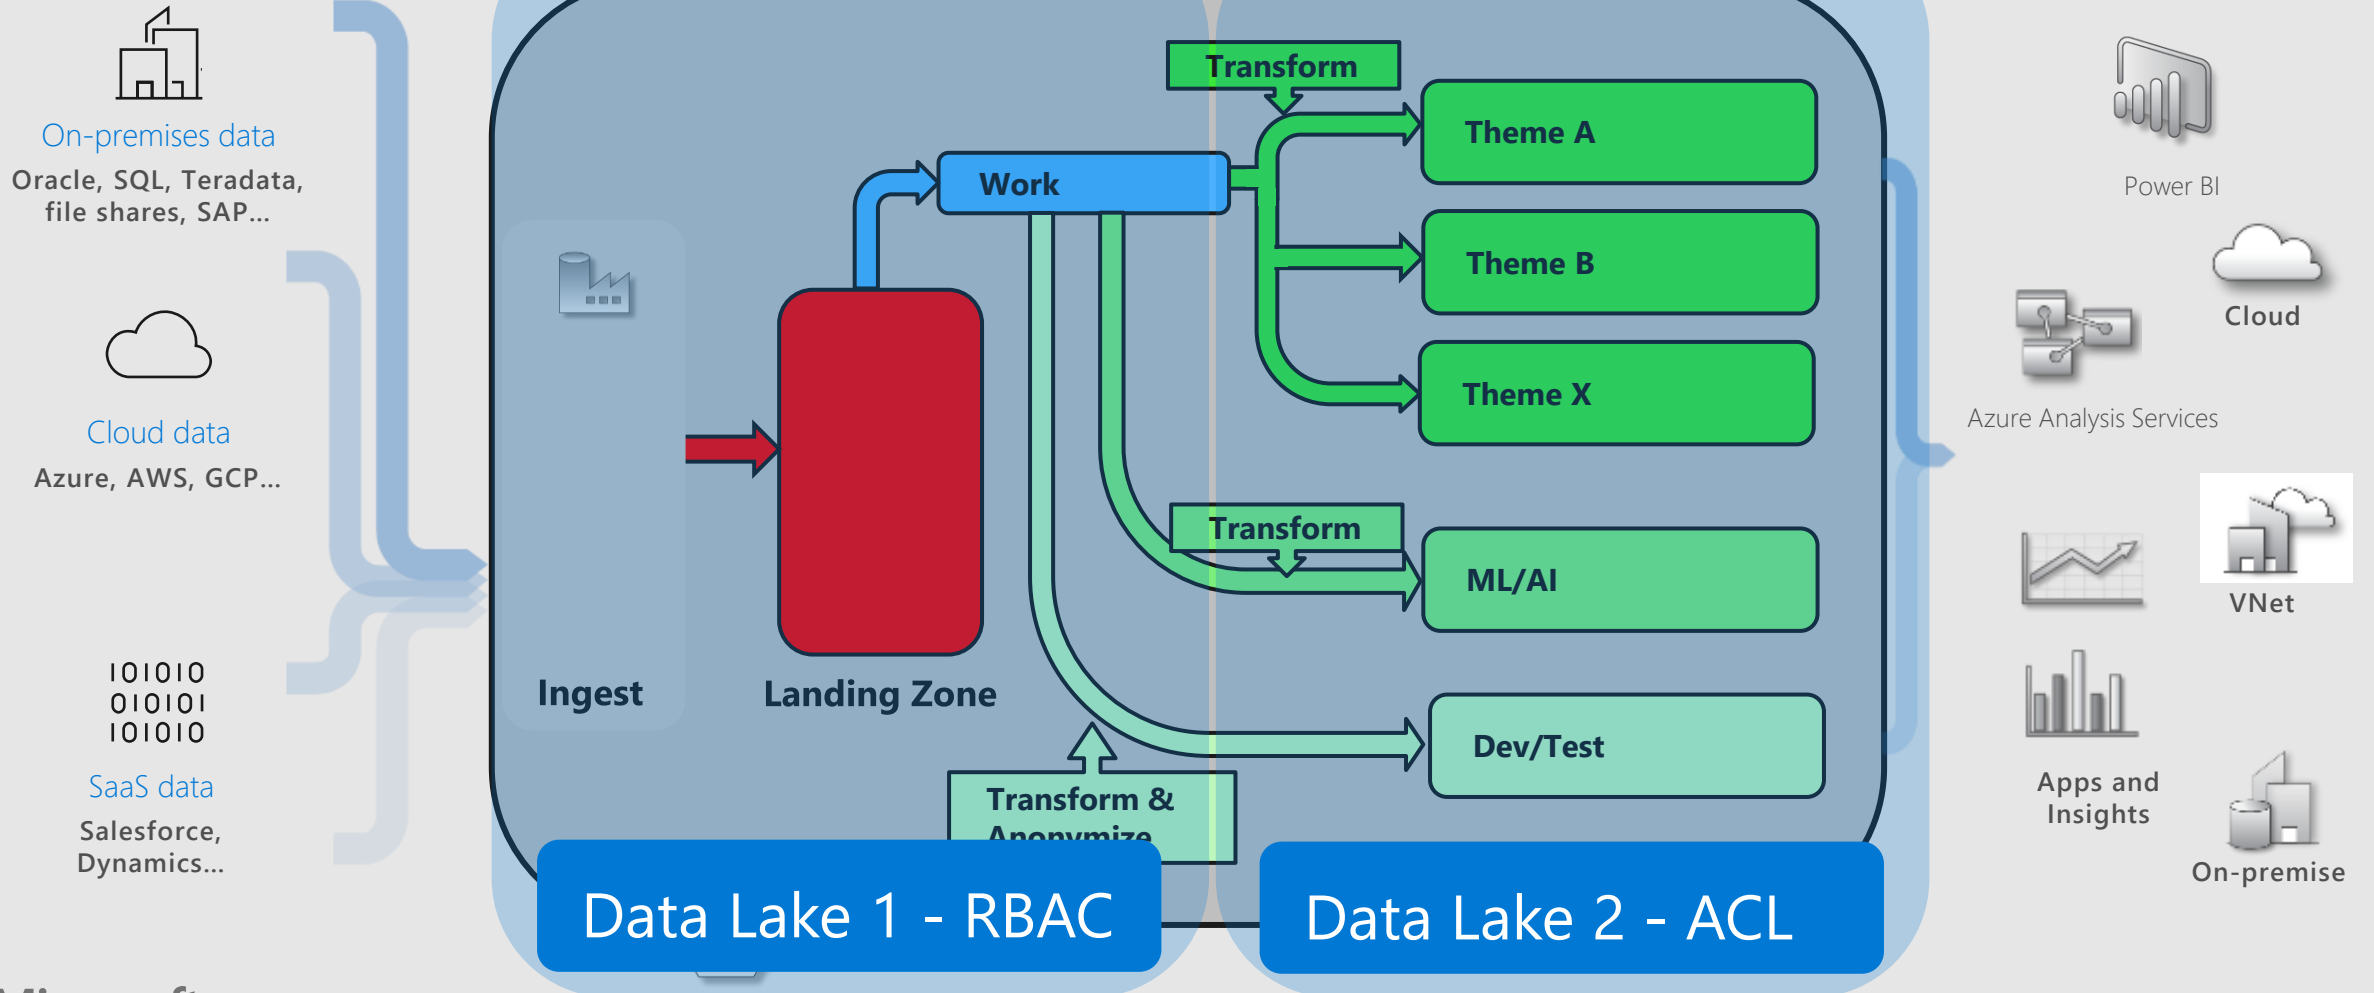 On-premises data
Oracle, SQL, Teradata,
file shares, SAP...
Cloud data
Azure, AWS, GCP...
101010
010101
101010
SaaS data
Salesforce,
Dynamics...
Ingest
Landing Zone
Work
Transform
Theme A
Theme B
Theme X
Transform
ML/AI
Dev/Test
Transform &
Anonymize
Data Lake 1 - RBAC
Data Lake 2 - ACL
Power BI
Cloud
Azure Analysis Services
VNet
Apps and
Insights
On-premise